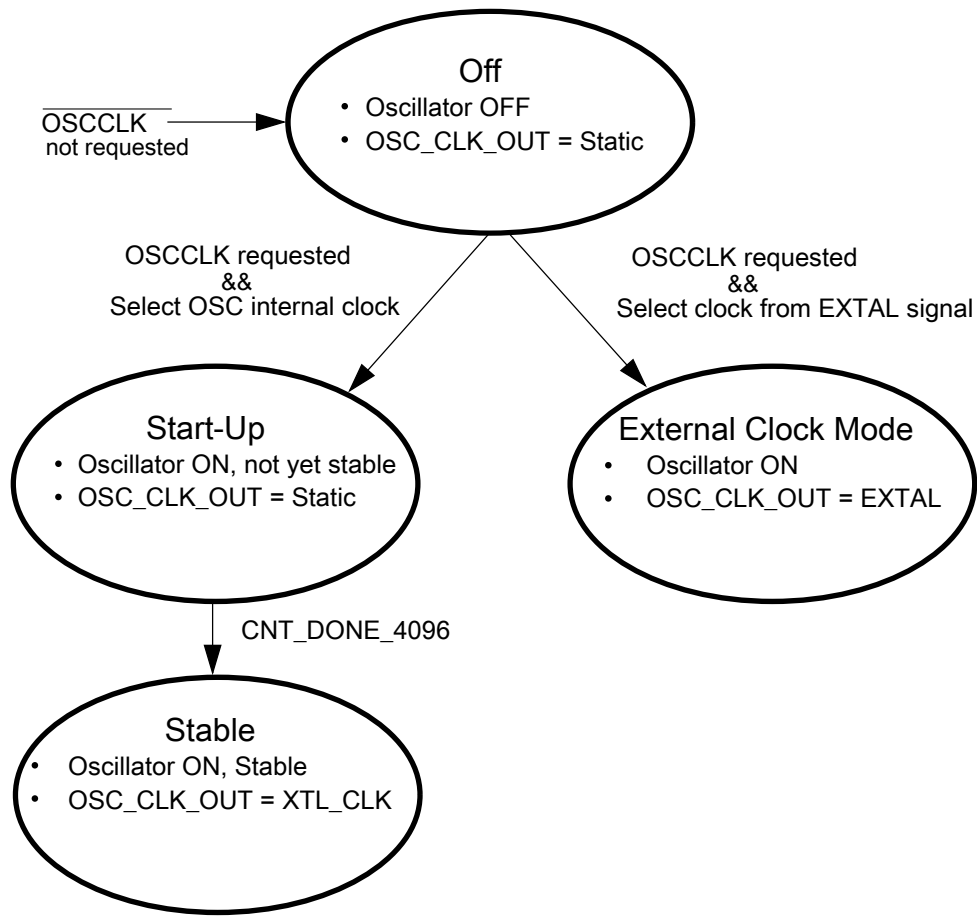 Off
• Oscillator OFF
• OSC_CLK_OUT = Static
OSCCLK
not requested
OSCCLK requested
&&
Select OSC internal clock
OSCCLK requested
&&
Select clock from EXTAL signal
Start-Up
• Oscillator ON, not yet stable
• OSC_CLK_OUT = Static
External Clock Mode
• Oscillator ON
• OSC_CLK_OUT = EXTAL
CNT_DONE_4096
Stable
• Oscillator ON, Stable
• OSC_CLK_OUT = XTL_CLK